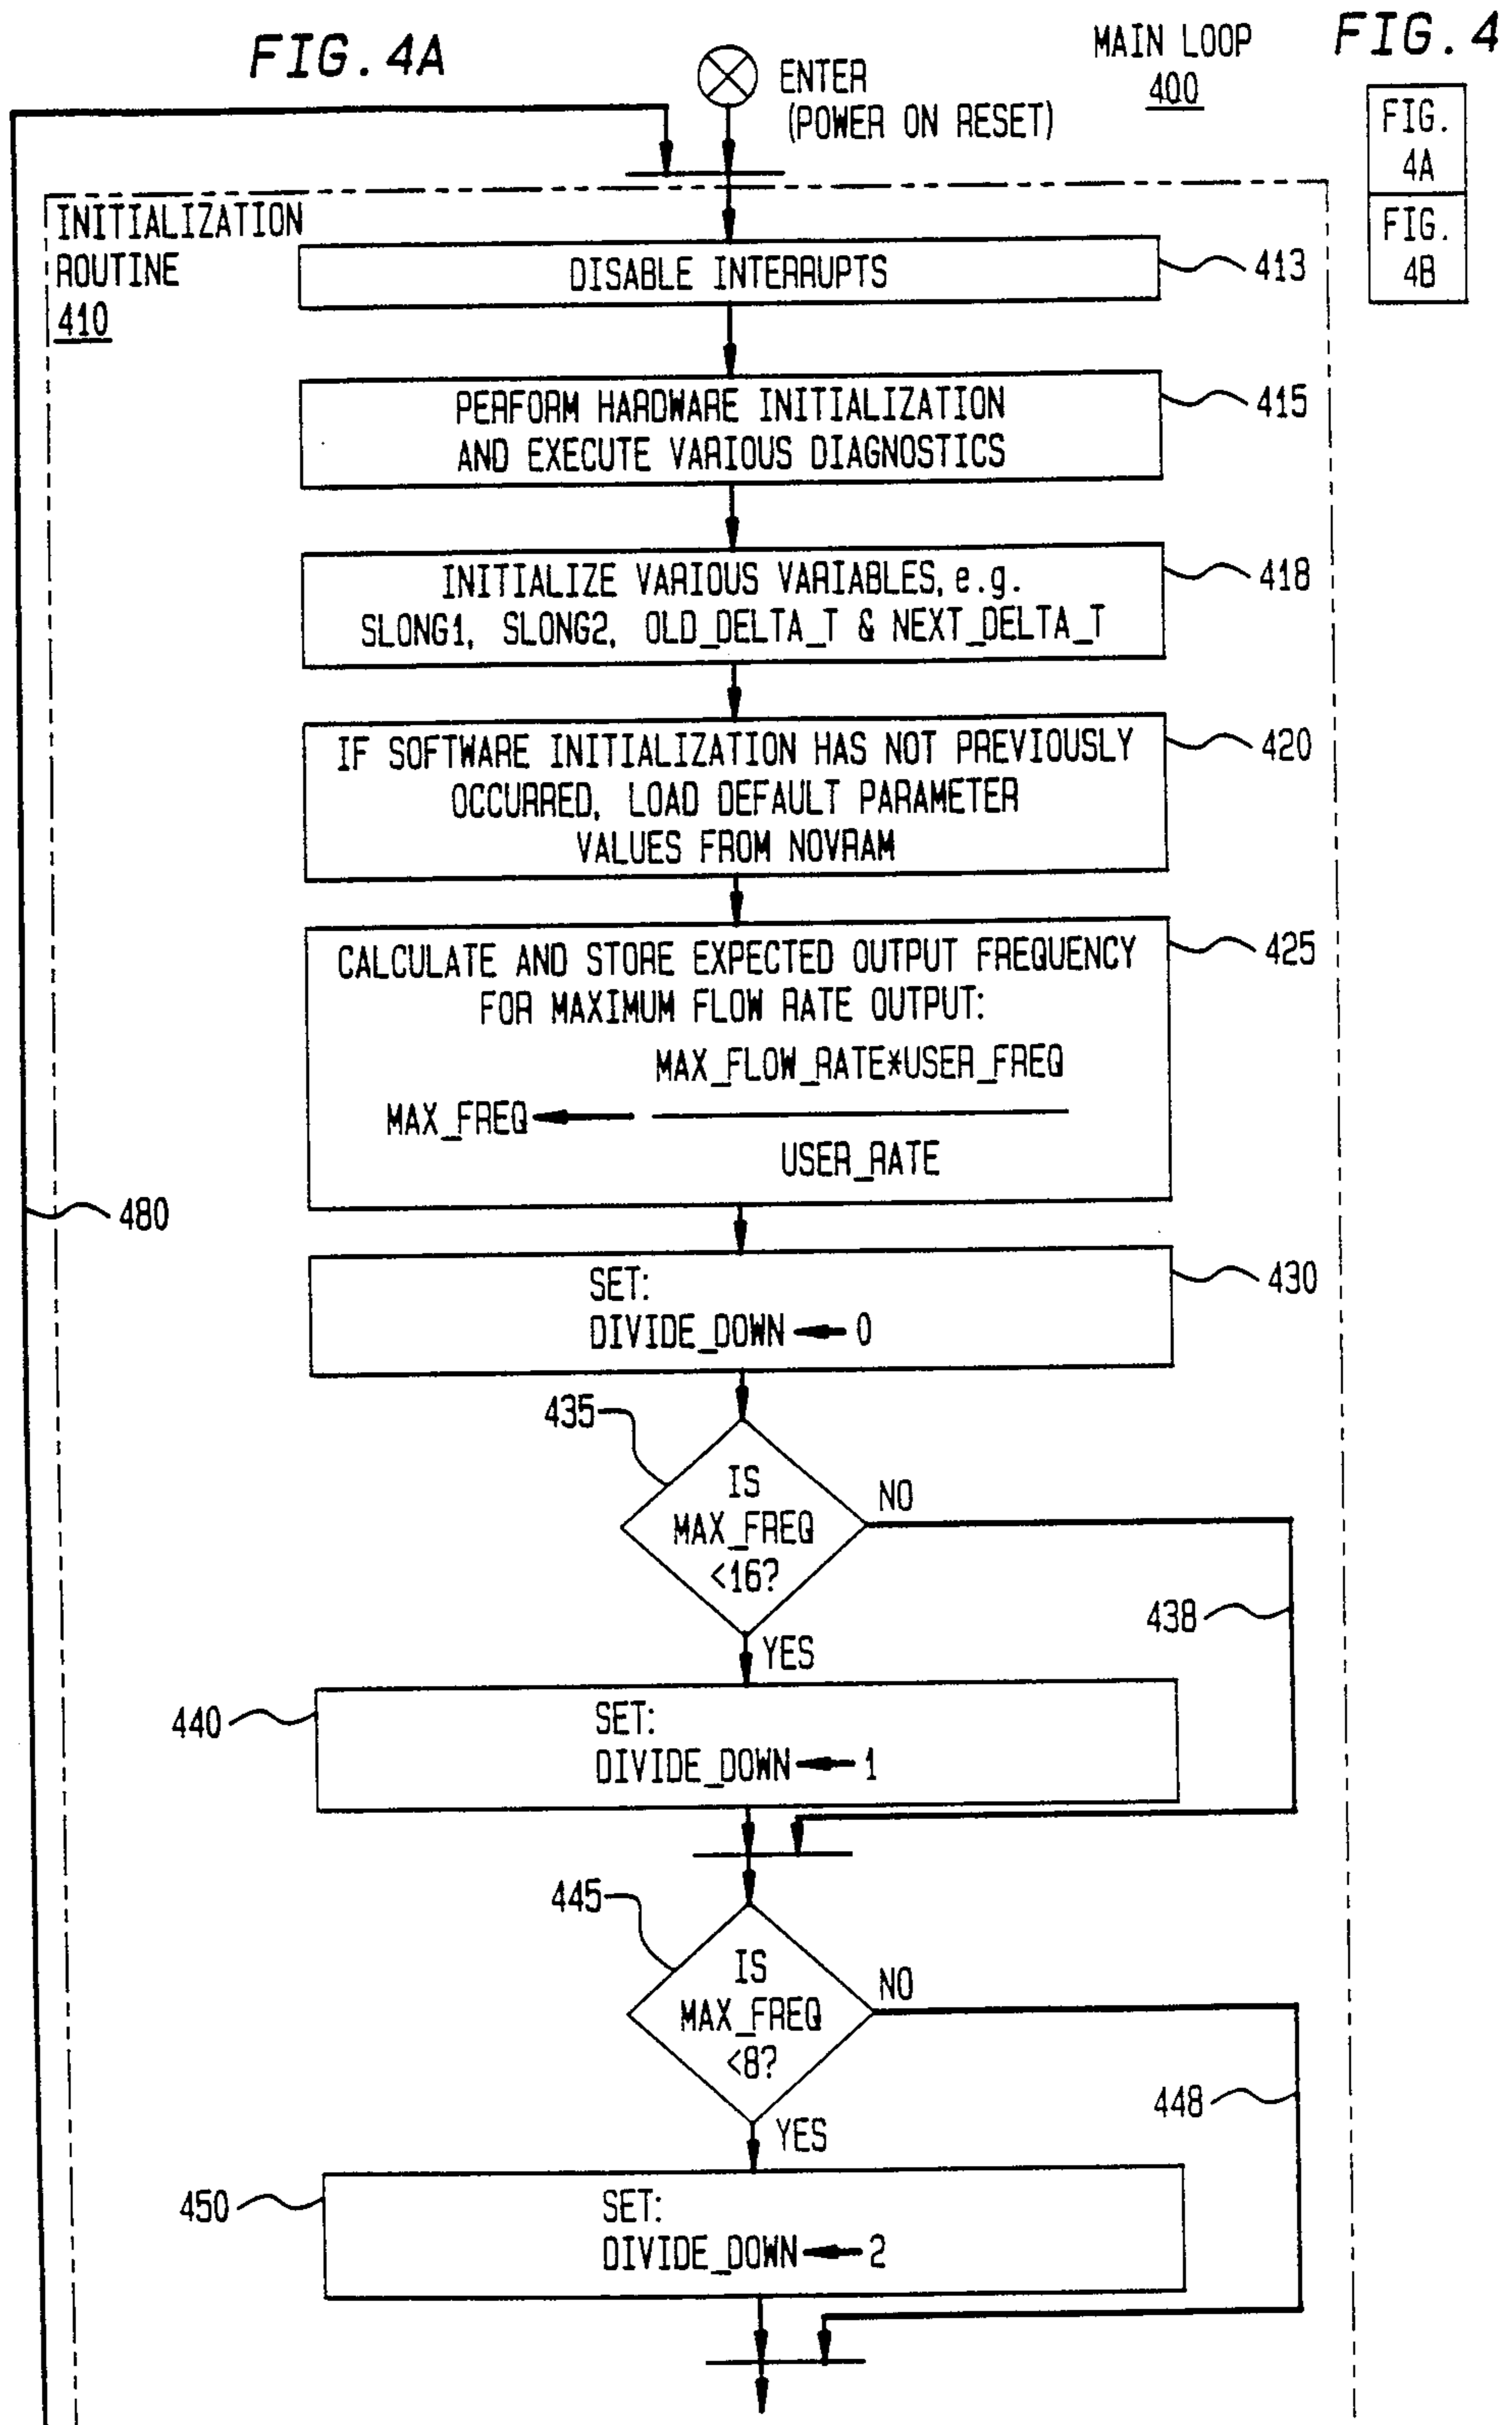 FIG. 4A
MAIN LOOP
400
FIG. 4
ENTER
(POWER ON RESET)
FIG.
4A
FIG.
4B
INITIALIZATION
ROUTINE
410
DISABLE INTERRUPTS
413
PERFORM HARDWARE INITIALIZATION
AND EXECUTE VARIOUS DIAGNOSTICS
415
INITIALIZE VARIOUS VARIABLES, e.g.
SLONG1, SLONG2, OLD_DELTA_T & NEXT_DELTA_T
418
IF SOFTWARE INITIALIZATION HAS NOT PREVIOUSLY
OCCURRED, LOAD DEFAULT PARAMETER
VALUES FROM NOVRAM
420
CALCULATE AND STORE EXPECTED OUTPUT FREQUENCY
FOR MAXIMUM FLOW RATE OUTPUT:
MAX_FLOW_RATE*USER_FREQ
MAX_FREQ
USER_RATE
425
480
SET:
DIVIDE_DOWN ← 0
430
435
IS
MAX_FREQ
<16?
NO
438
YES
440
SET:
DIVIDE_DOWN ← 1
445
IS
MAX_FREQ
<8?
NO
448
YES
450
SET:
DIVIDE_DOWN ← 2